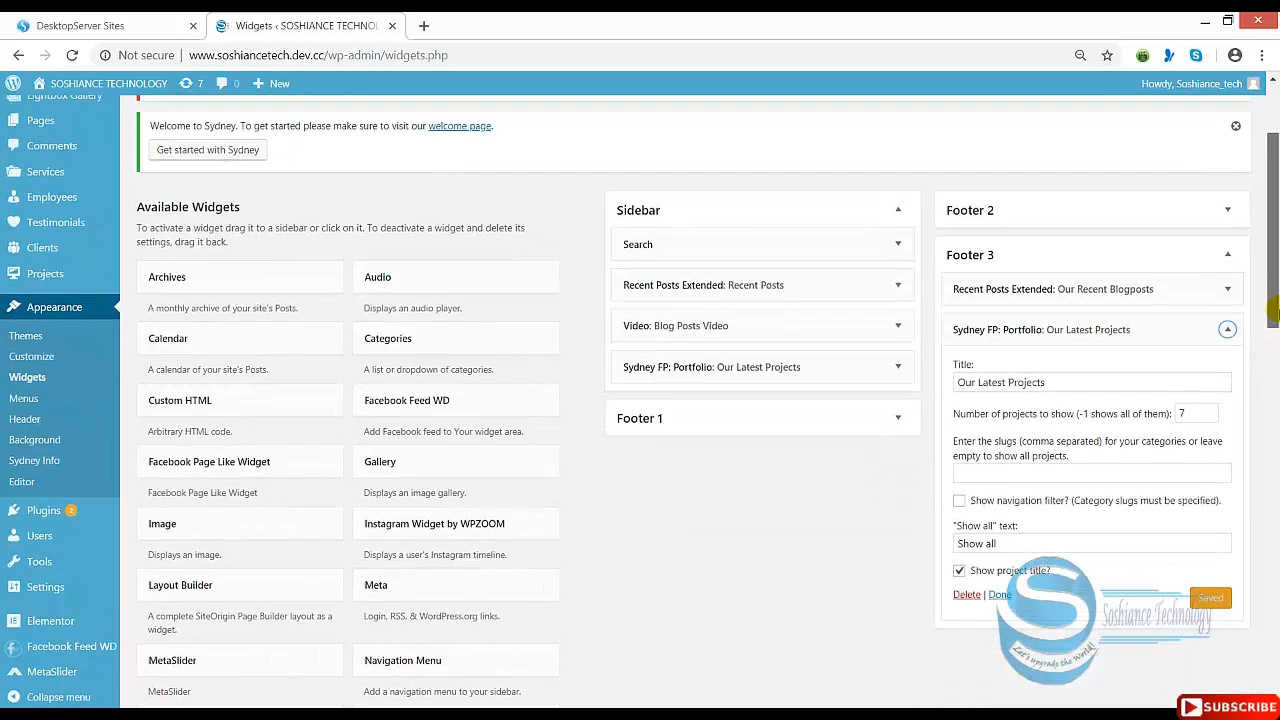 DesktopServer Sites
Widgets ‹ SOSHIANCE TECHNO
Not secure
www.soshiancetech.dev.cc/wp-admin/widgets.php
SOSHIANCE TECHNOLOGY
7
0
New
Howdy, Soshiance_tech
Lightbox Gallery
Pages
Comments
Services
Employees
Testimonials
Clients
Projects
Appearance
Themes
Customize
Widgets
Menus
Header
Background
Sydney Info
Editor
Plugins 2
Users
Tools
Settings
Elementor
Facebook Feed WD
MetaSlider
Collapse menu
Welcome to Sydney. To get started please make sure to visit our welcome page.
Get started with Sydney
Available Widgets
To activate a widget drag it to a sidebar or click on it. To deactivate a widget and delete its
settings, drag it back.
Archives
A monthly archive of your site's Posts.
Audio
Displays an audio player.
Calendar
A calendar of your site's Posts.
Categories
A list or dropdown of categories.
Custom HTML
Arbitrary HTML code.
Facebook Feed WD
Add Facebook feed to Your widget area.
Facebook Page Like Widget
Facebook Page Like Widget
Gallery
Displays an image gallery.
Image
Displays an image.
Instagram Widget by WPZOOM
Displays a user's Instagram timeline.
Layout Builder
A complete SiteOrigin Page Builder layout as a
widget.
Meta
Login, RSS, & WordPress.org links.
MetaSlider
MetaSlider
Navigation Menu
Add a navigation menu to your sidebar.
Sidebar
Search
Recent Posts Extended: Recent Posts
Video: Blog Posts Video
Sydney FP: Portfolio: Our Latest Projects
Footer 1
Footer 2
Footer 3
Recent Posts Extended: Our Recent Blogposts
Sydney FP: Portfolio: Our Latest Projects
Title:
Our Latest Projects
Number of projects to show (-1 shows all of them): 7
Enter the slugs (comma separated) for your categories or leave
empty to show all projects.
Show navigation filter? (Category slugs must be specified).
"Show all" text:
Show all
Show project title?
Delete | Done
Saved
Soshiance Technology
Let's upgrade the World!
SUBSCRIBE